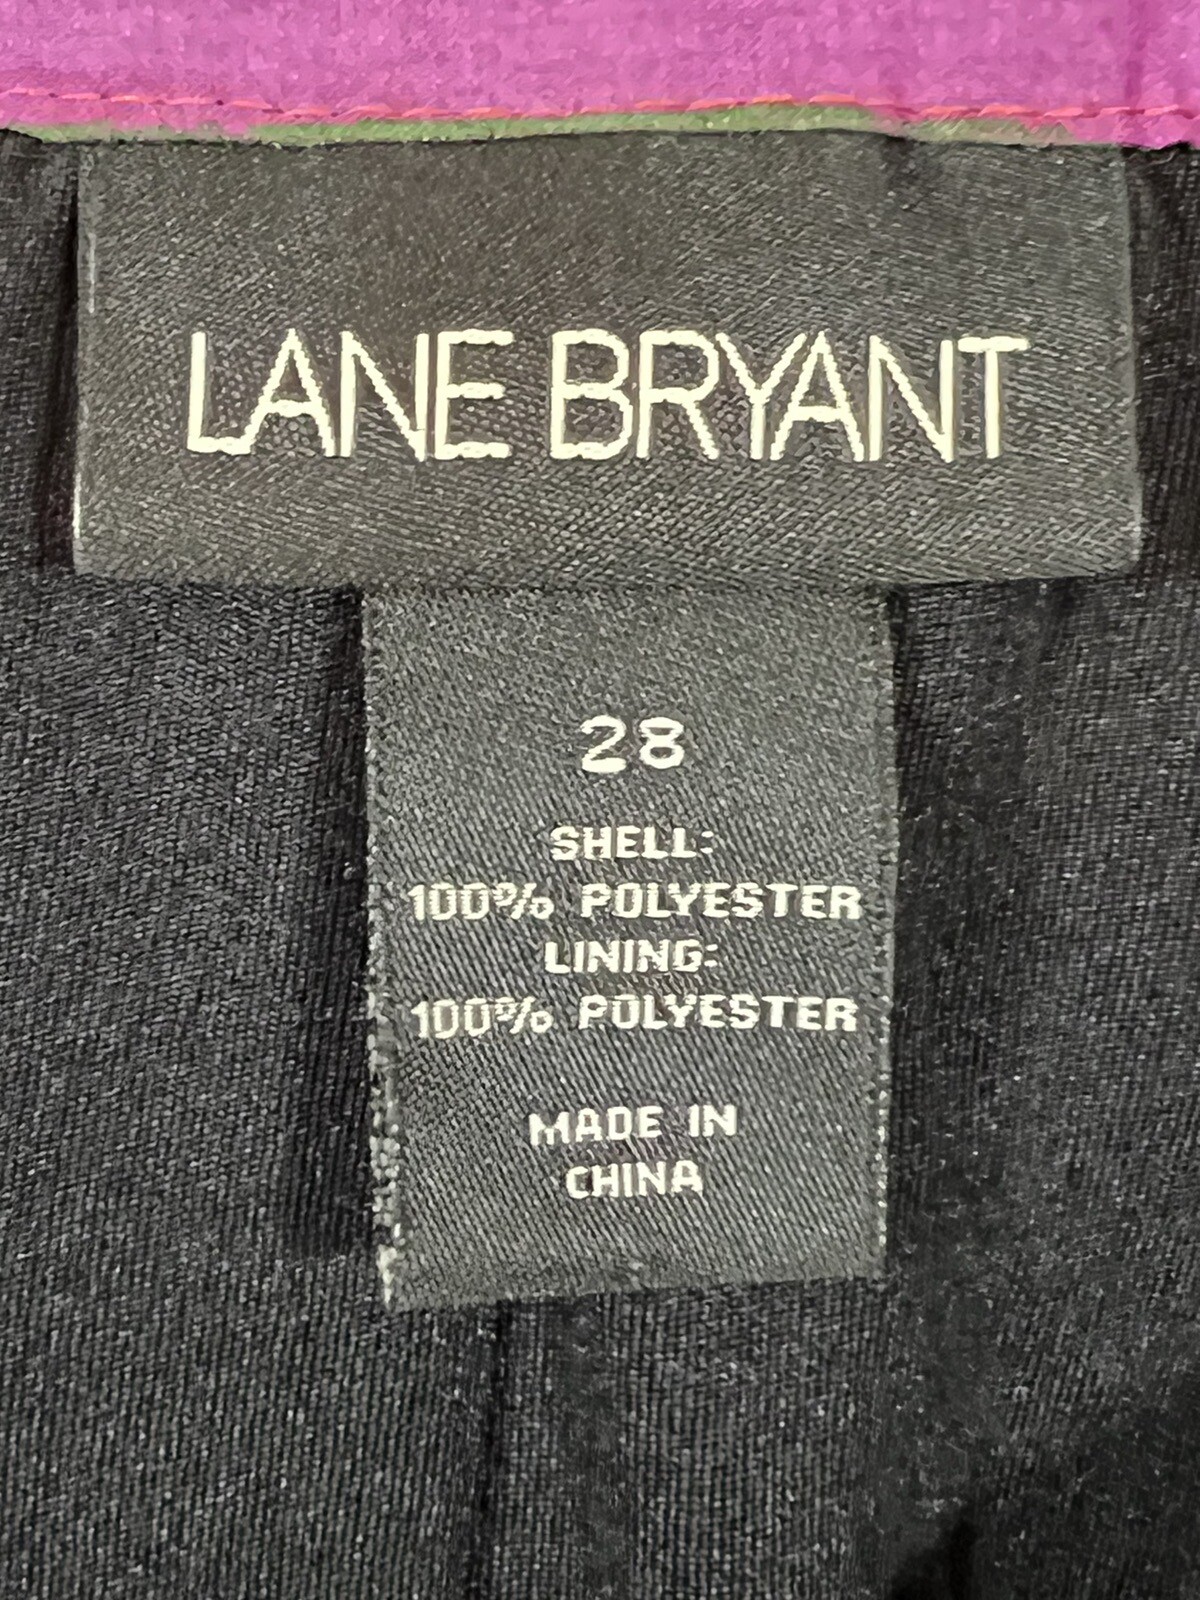 LANE BRYANT
28
SHELL:
100% POLYESTER
LINING:
100% POLYESTER
MADE IN
CHINA